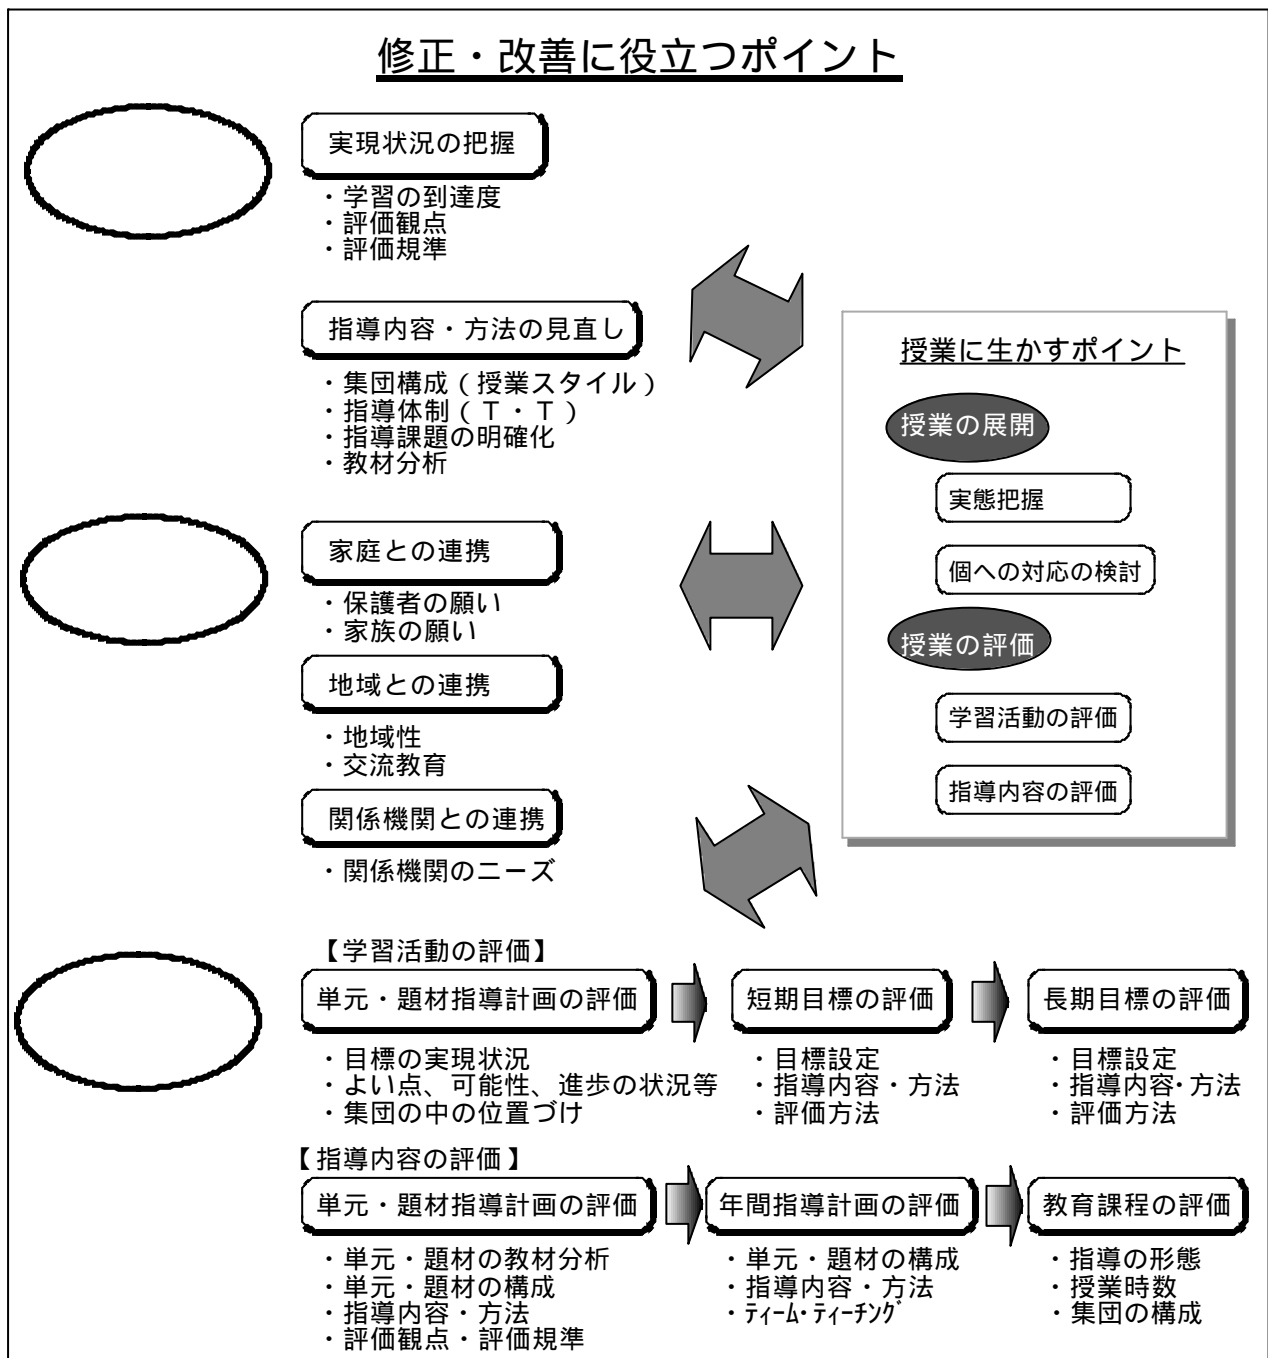 修正・改善に役立つポイント
実現状況の把握
・学習の到達度
・評価観点
・評価規準
指導内容・方法の見直し
・集団構成（授業スタイル）
・指導体制（Ｔ・Ｔ）
・指導課題の明確化
・教材分析
家庭との連携
・保護者の願い
・家族の願い
地域との連携
・地域性
・交流教育
関係機関との連携
・関係機関のニーズ
授業に生かすポイント
授業の展開
実態把握
個への対応の検討
授業の評価
学習活動の評価
指導内容の評価
【学習活動の評価】
単元・題材指導計画の評価
・目標の実現状況
・よい点、可能性、進歩の状況等
・集団の中の位置づけ
短期目標の評価
・目標設定
・指導内容・方法
・評価方法
長期目標の評価
・目標設定
・指導内容・方法
・評価方法
【指導内容の評価】
単元・題材指導計画の評価
・単元・題材の教材分析
・単元・題材の構成
・指導内容・方法
・評価観点・評価規準
年間指導計画の評価
・単元・題材の構成
・指導内容・方法
・ﾃｨｰﾑ・ﾃｨｰﾁﾝｸﾞ
教育課程の評価
・指導の形態
・授業時数
・集団の構成